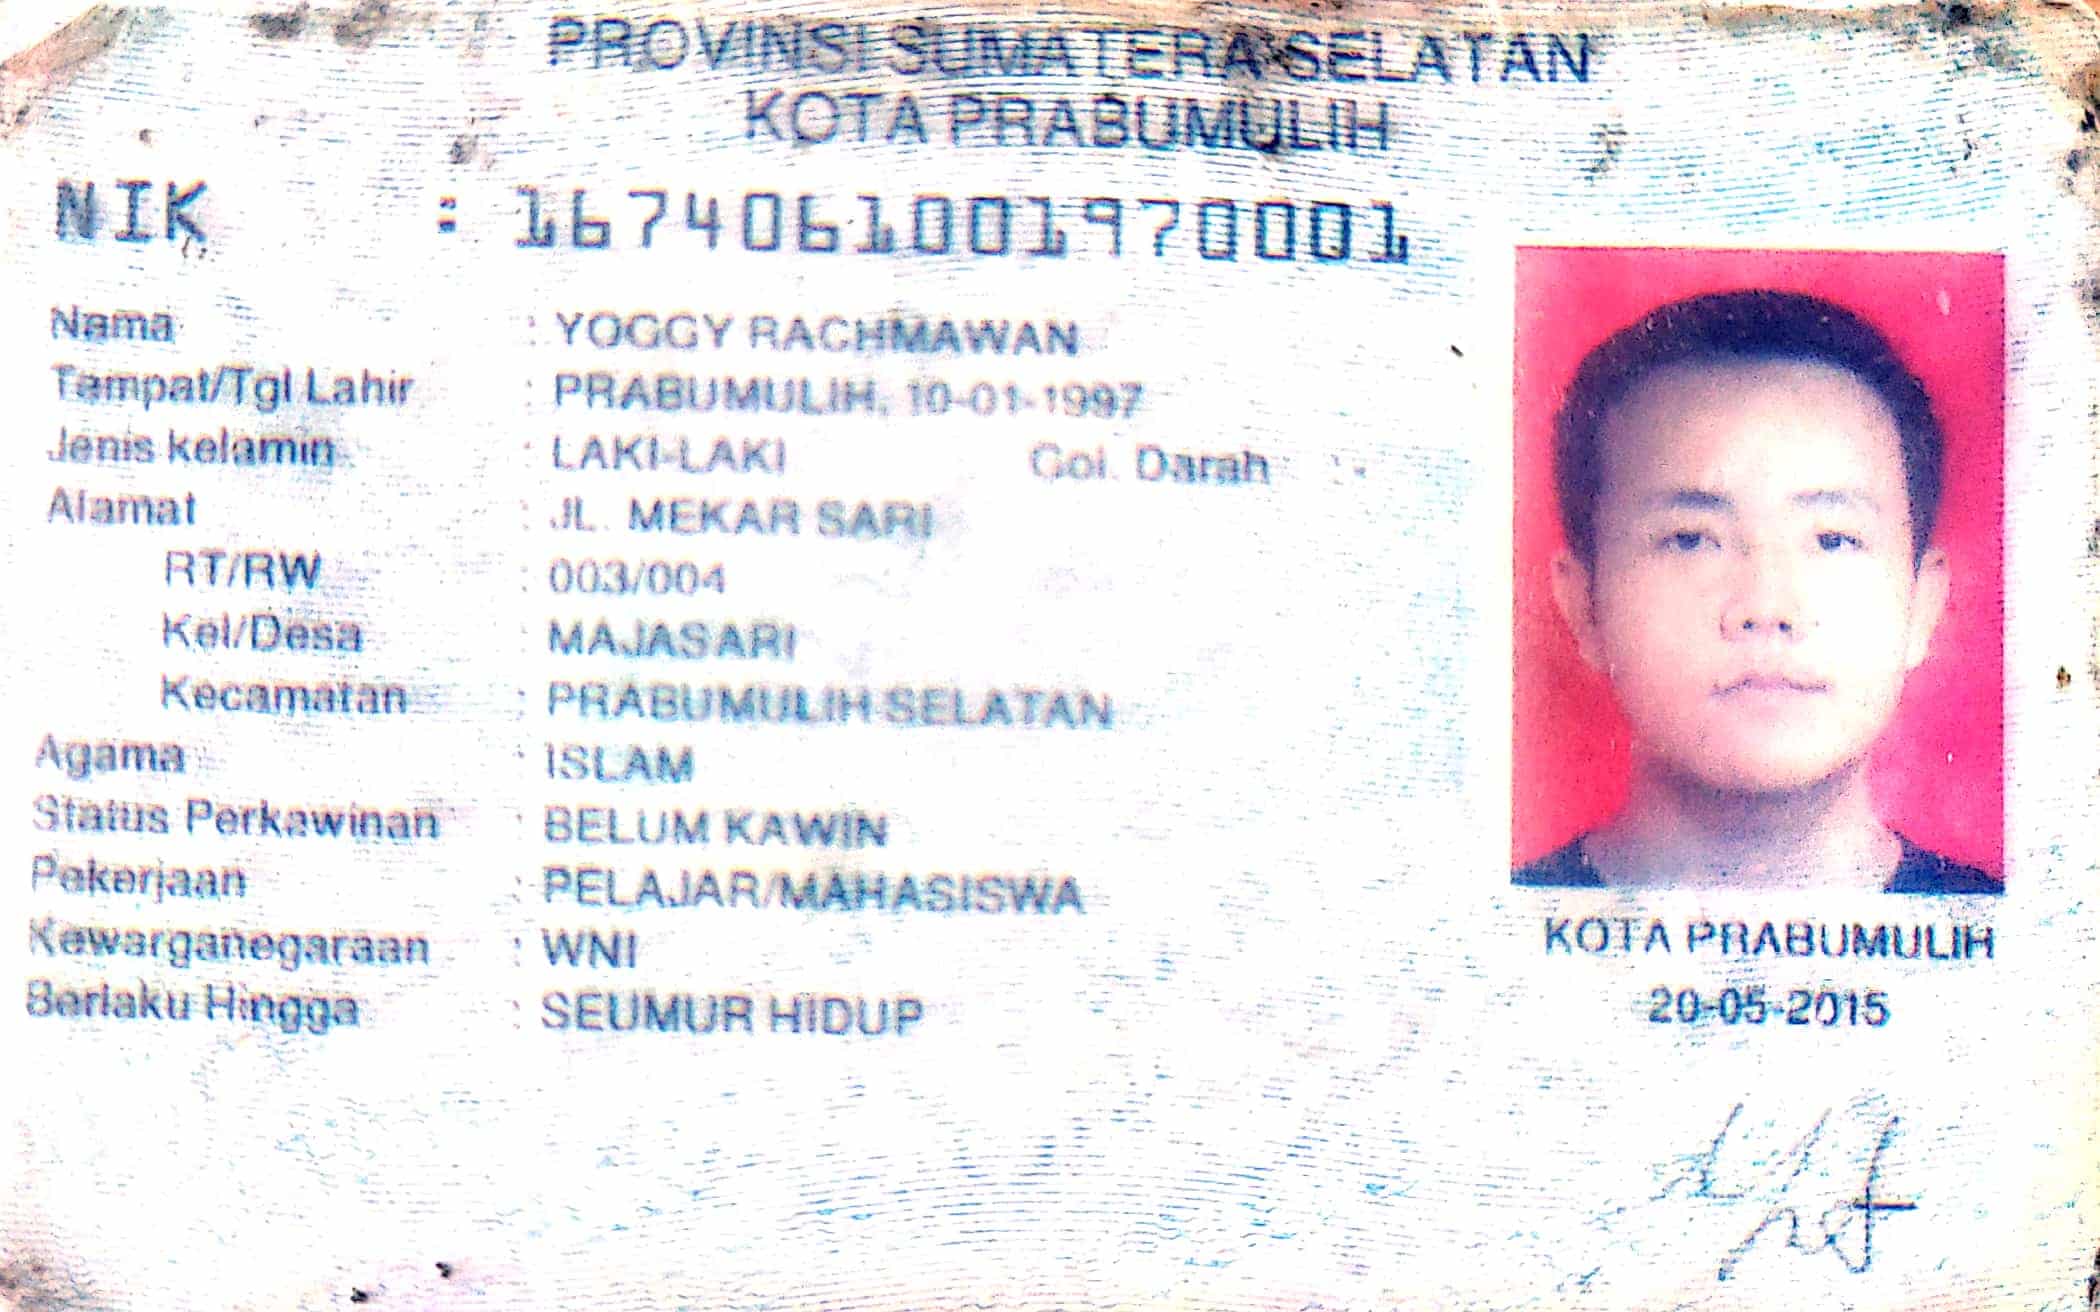 PROVINSI SUMATERA SELATAN
KOTA PRABUMULIH
NIK : 1674061001970001
Nama : YOGGY RACHMAWAN
Tempat/Tgl Lahir : PRABUMULIH, 10-01-1997
Jenis kelamin : LAKI-LAKI Gol. Darah : -
Alamat : JL. MEKAR SARI
RT/RW : 003/004
Kel/Desa : MAJASARI
Kecamatan : PRABUMULIH SELATAN
Agama : ISLAM
Status Perkawinan : BELUM KAWIN
Pekerjaan : PELAJAR/MAHASISWA
Kewarganegaraan : WNI
Berlaku Hingga : SEUMUR HIDUP
KOTA PRABUMULIH
20-05-2015